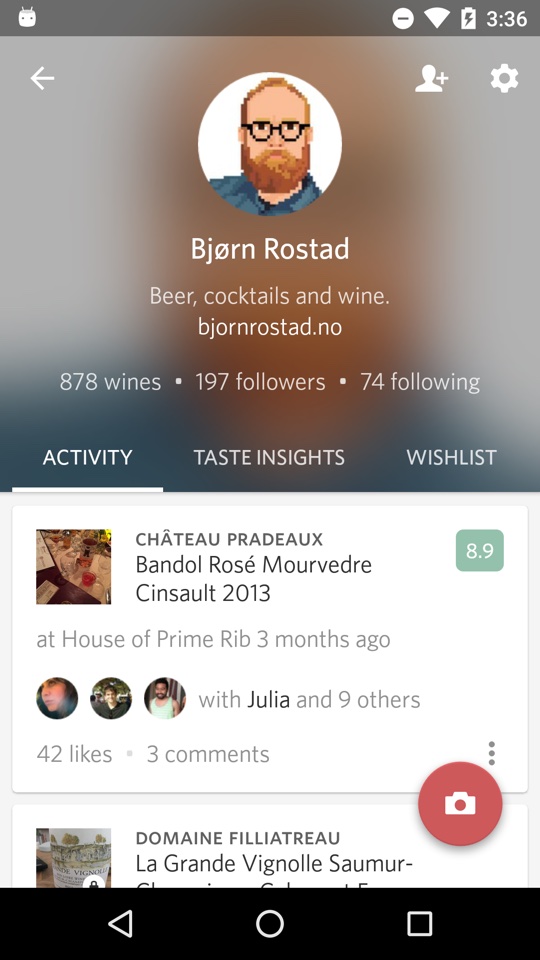 3:36
Bjørn Rostad
Beer, cocktails and wine.
bjornrostad.no
878 wines • 197 followers • 74 following
ACTIVITY TASTE INSIGHTS WISHLIST
CHÂTEAU PRADEAUX
8.9
Bandol Rosé Mourvedre
Cinsault 2013
at House of Prime Rib 3 months ago
with Julia and 9 others
42 likes • 3 comments
DOMAINE FILLIATREAU
La Grande Vignolle Saumur-